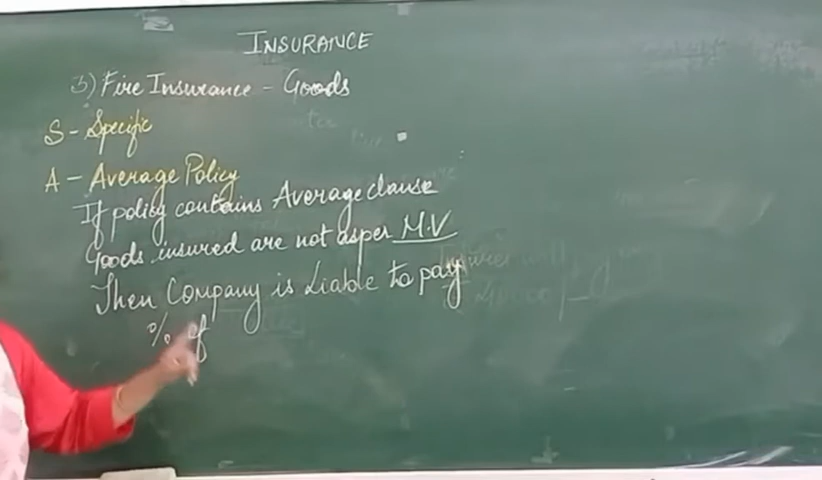 INSURANCE
3) Fire Insurance - Goods
S - Specific
A - Average Policy
If policy contains Average clause
Goods insured are not as per M.V
Then Company is Liable to pay
% of